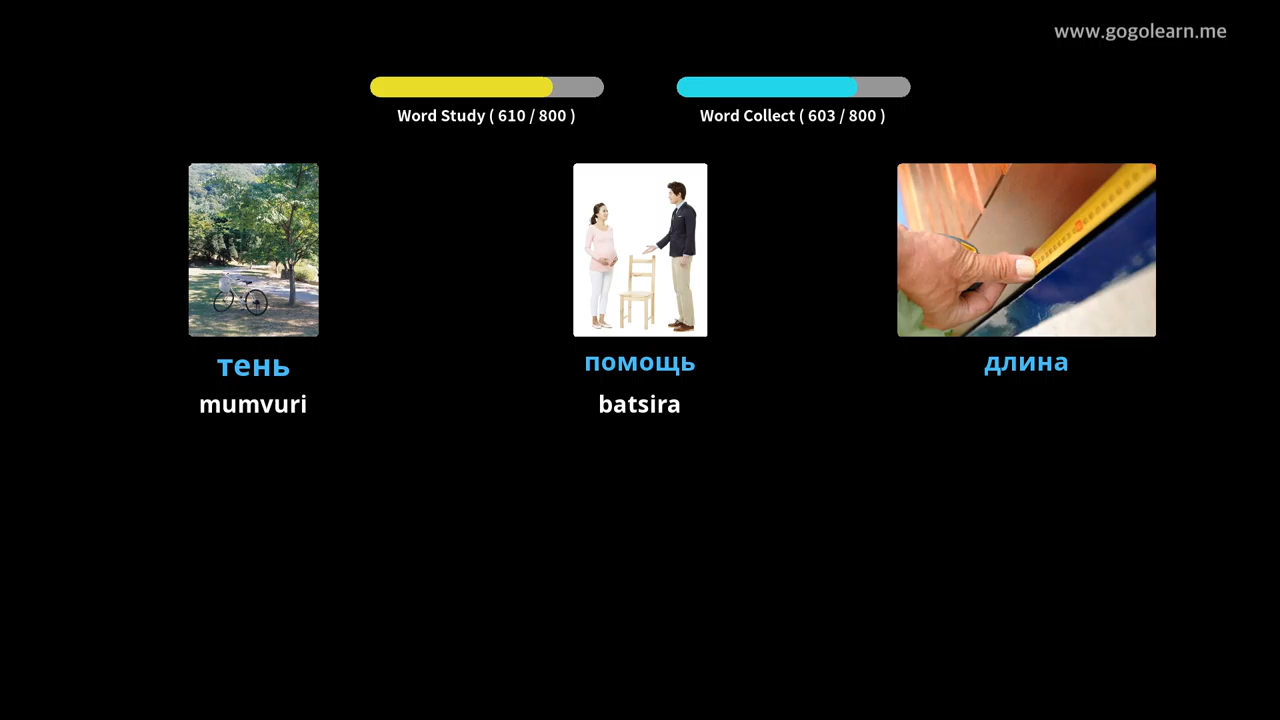 www.gogolearn.me
Word Study ( 610 / 800 )
Word Collect ( 603 / 800 )
тень
помощь
длина
mumvuri
batsira